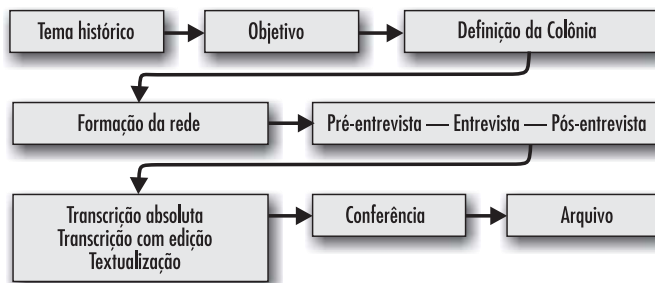 Tema histórico
Objetivo
Definição da Colônia
Formação da rede
Pré-entrevista — Entrevista — Pós-entrevista
Transcrição absoluta
Transcrição com edição
Textualização
Conferência
Arquivo